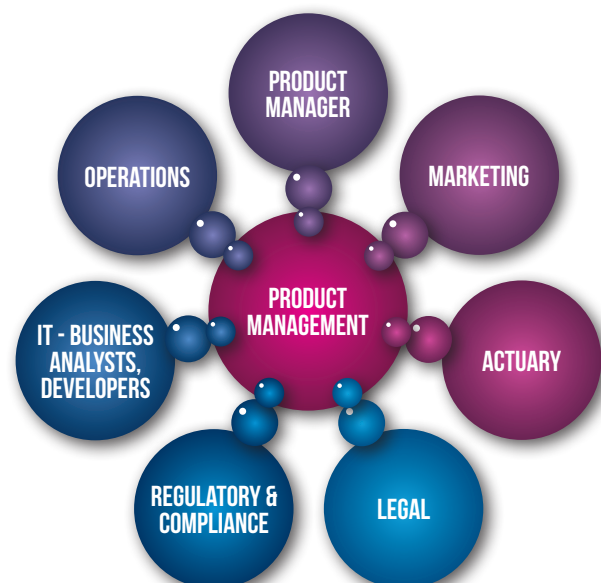 PRODUCT
MANAGER
OPERATIONS
MARKETING
PRODUCT
MANAGEMENT
IT - BUSINESS
ANALYSTS,
DEVELOPERS
ACTUARY
REGULATORY &
COMPLIANCE
LEGAL